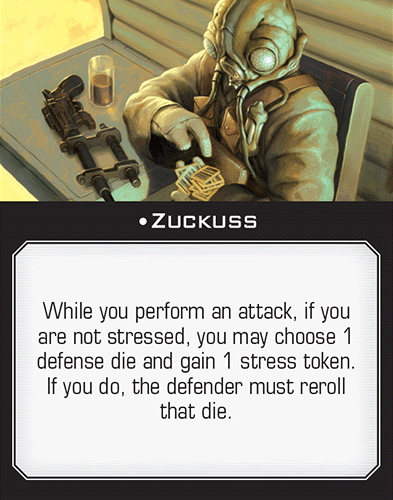 •Zuckuss
While you perform an attack, if you
are not stressed, you may choose 1
defense die and gain 1 stress token.
If you do, the defender must reroll
that die.